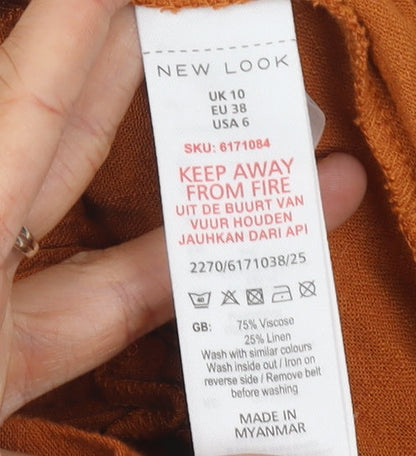 NEW LOOK
UK 10
EU 38
USA 6
SKU: 6171084
KEEP AWAY
FROM FIRE
UIT DE BUURT VAN
VUUR HOUDEN
JAUHKAN DARI API
2270/6171038/25
40
GB: 75% Viscose
25% Linen
Wash with similar colours
Wash inside out / Iron on
reverse side / Remove belt
before washing
MADE IN
MYANMAR